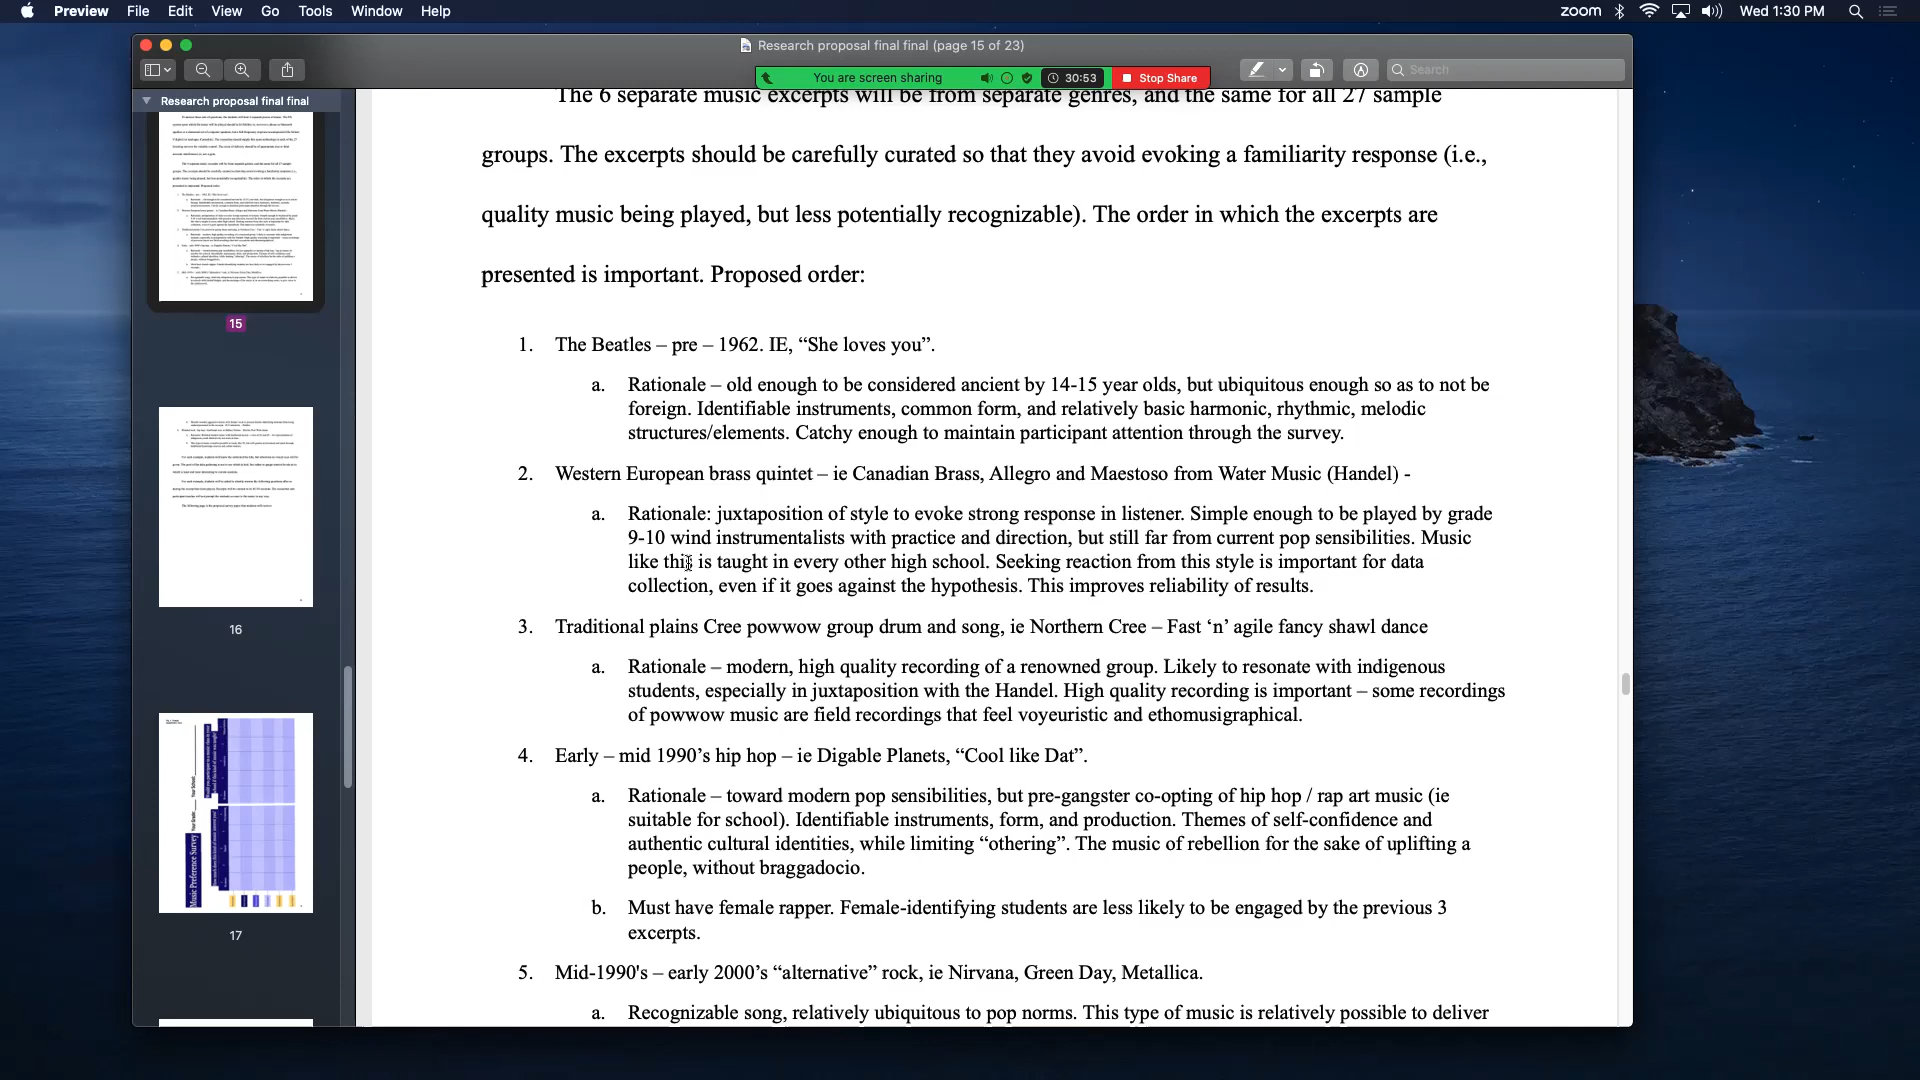 Preview File Edit View Go Tools Window Help
zoom Wed 1:30 PM
Research proposal final final (page 15 of 23)
You are screen sharing 30:53 Stop Share
Search
Research proposal final final
15
16
Music Preference Survey
Your Grade: Your School:
17
The 6 separate music excerpts will be from separate genres, and the same for all 27 sample
groups. The excerpts should be carefully curated so that they avoid evoking a familiarity response (i.e.,
quality music being played, but less potentially recognizable). The order in which the excerpts are
presented is important. Proposed order:
1. The Beatles – pre – 1962. IE, “She loves you”.
a. Rationale – old enough to be considered ancient by 14-15 year olds, but ubiquitous enough so as to not be
foreign. Identifiable instruments, common form, and relatively basic harmonic, rhythmic, melodic
structures/elements. Catchy enough to maintain participant attention through the survey.
2. Western European brass quintet – ie Canadian Brass, Allegro and Maestoso from Water Music (Handel) -
a. Rationale: juxtaposition of style to evoke strong response in listener. Simple enough to be played by grade
9-10 wind instrumentalists with practice and direction, but still far from current pop sensibilities. Music
like this is taught in every other high school. Seeking reaction from this style is important for data
collection, even if it goes against the hypothesis. This improves reliability of results.
3. Traditional plains Cree powwow group drum and song, ie Northern Cree – Fast ‘n’ agile fancy shawl dance
a. Rationale – modern, high quality recording of a renowned group. Likely to resonate with indigenous
students, especially in juxtaposition with the Handel. High quality recording is important – some recordings
of powwow music are field recordings that feel voyeuristic and ethomusigraphical.
4. Early – mid 1990’s hip hop – ie Digable Planets, “Cool like Dat”.
a. Rationale – toward modern pop sensibilities, but pre-gangster co-opting of hip hop / rap art music (ie
suitable for school). Identifiable instruments, form, and production. Themes of self-confidence and
authentic cultural identities, while limiting “othering”. The music of rebellion for the sake of uplifting a
people, without braggadocio.
b. Must have female rapper. Female-identifying students are less likely to be engaged by the previous 3
excerpts.
5. Mid-1990's – early 2000’s “alternative” rock, ie Nirvana, Green Day, Metallica.
a. Recognizable song, relatively ubiquitous to pop norms. This type of music is relatively possible to deliver